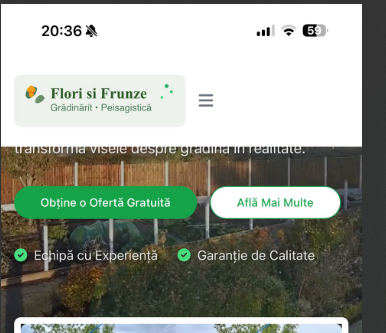 20:36
59
Flori si Frunze
Grădinărit • Peisagistică
transformă visele despre grădină în realitate.
Obține o Ofertă Gratuită
Află Mai Multe
Echipă cu Experiență
Garanție de Calitate